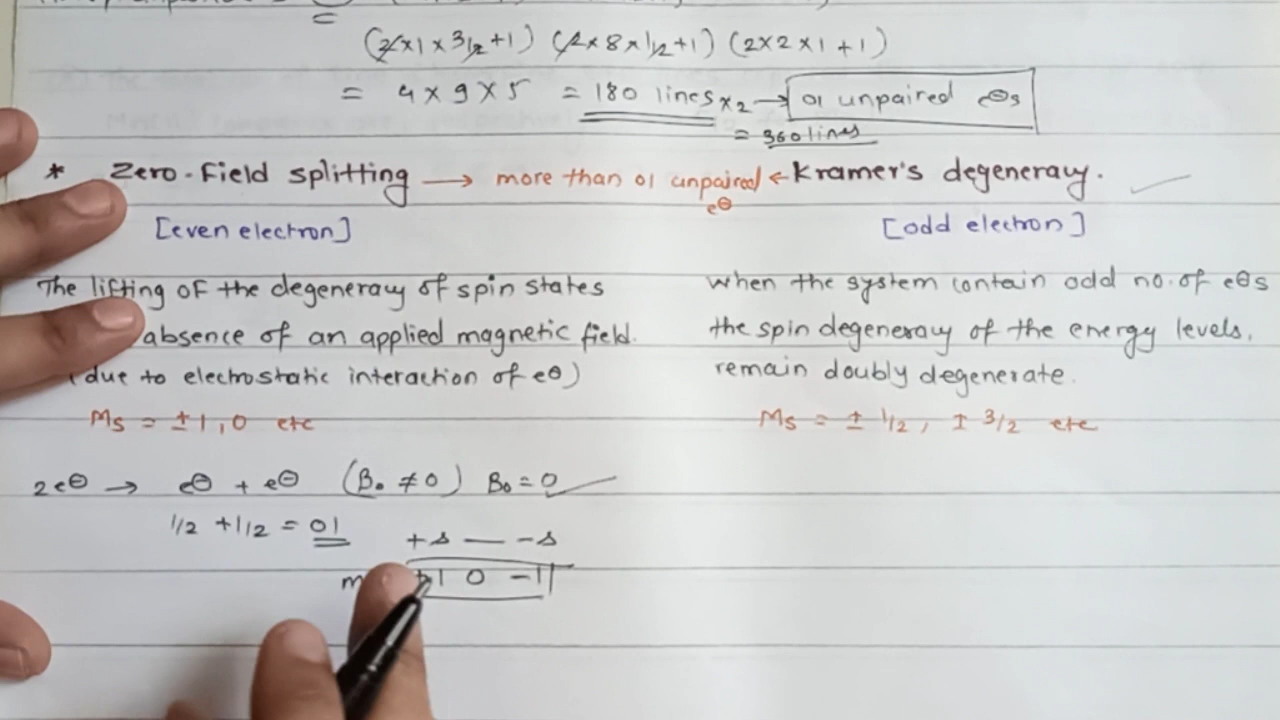 =
(2×1×3/2+1) (2×8×1/2+1) (2×2×1+1)
= 4×9×5 = 180 lines ×2 → 01 unpaired e⊖s
= 360 lines
* Zero-Field splitting → more than 01 unpaired e⊖ ← Kramer's degeneracy.
[even electron] [odd electron]
The lifting of the degeneracy of spin states
absence of an applied magnetic field.
(due to electrostatic interaction of e⊖)
Ms = ±1, 0 etc
when the system contain odd no. of e⊖s
the spin degeneracy of the energy levels,
remain doubly degenerate.
Ms = ± 1/2, ± 3/2 etc
2e⊖ → e⊖ + e⊖ (B₀ ≠ 0) B₀ = 0
1/2 + 1/2 = 01 +s — -s
m +1 0 -1